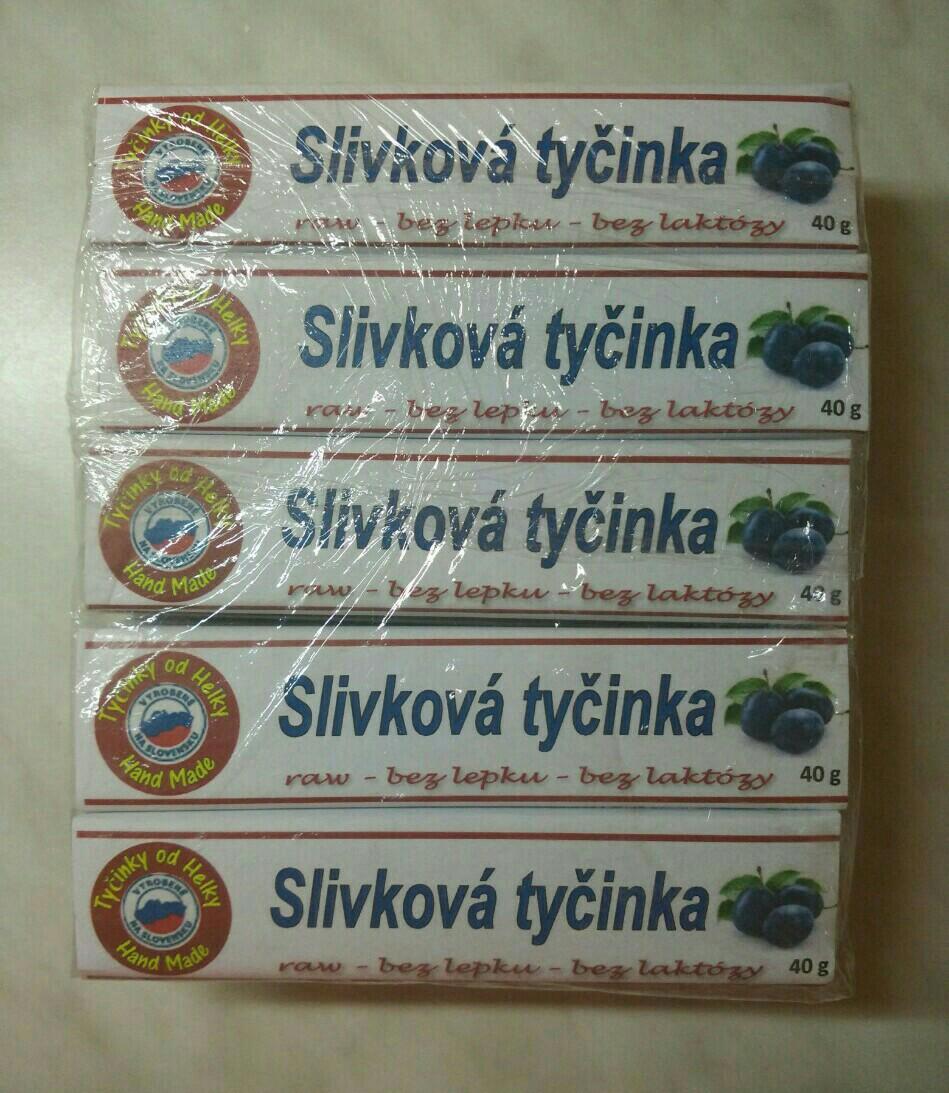 Tyčinky od Helky
VYROBENÉ
NA SLOVENSKU
Hand Made
Slivková tyčinka
raw - bez lepku - bez laktózy 40 g
Tyčinky od Helky
VYROBENÉ
NA SLOVENSKU
Hand Made
Slivková tyčinka
raw - bez lepku - bez laktózy 40 g
Tyčinky od Helky
VYROBENÉ
NA SLOVENSKU
Hand Made
Slivková tyčinka
raw - bez lepku - bez laktózy 40 g
Tyčinky od Helky
VYROBENÉ
NA SLOVENSKU
Hand Made
Slivková tyčinka
raw - bez lepku - bez laktózy 40 g
Tyčinky od Helky
VYROBENÉ
NA SLOVENSKU
Hand Made
Slivková tyčinka
raw - bez lepku - bez laktózy 40 g